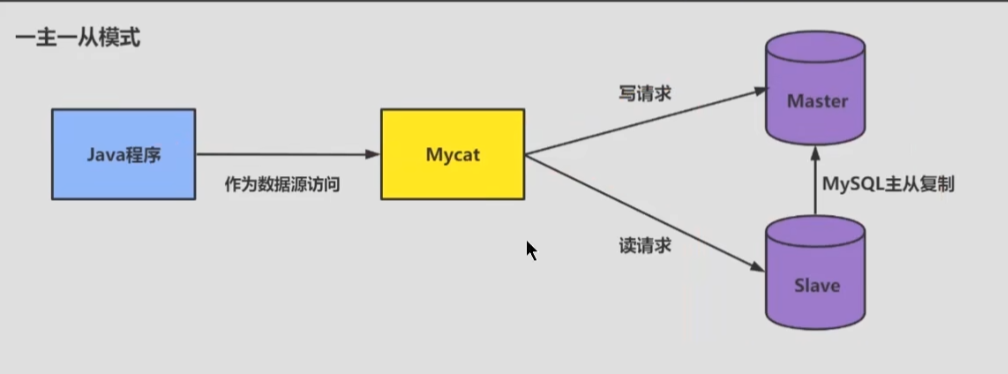 一主一从模式
Java程序
作为数据源访问
Mycat
写请求
读请求
Master
MySQL主从复制
Slave